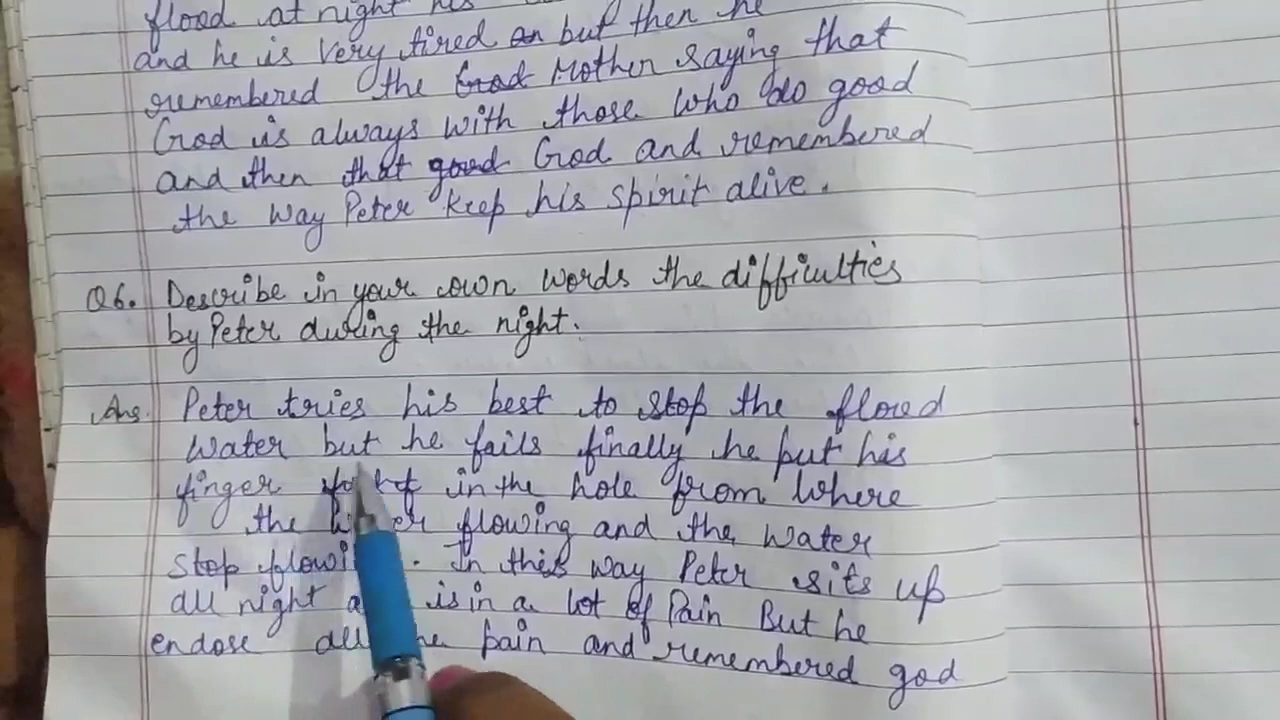 flood at night his
and he is very tired on but then he
remembered the God Mother saying that
God is always with those who do good
and then that good God and remembered
the way Peter keep his spirit alive.
Q6. Describe in your own words the difficulties
by Peter during the night.
Ans. Peter tries his best to stop the flored
water but he fails finally he put his
finger in the hole from where
the flowing and the water
stop . In this way Peter sits up
all night is in a lot of Pain But he
endose all pain and remembered god